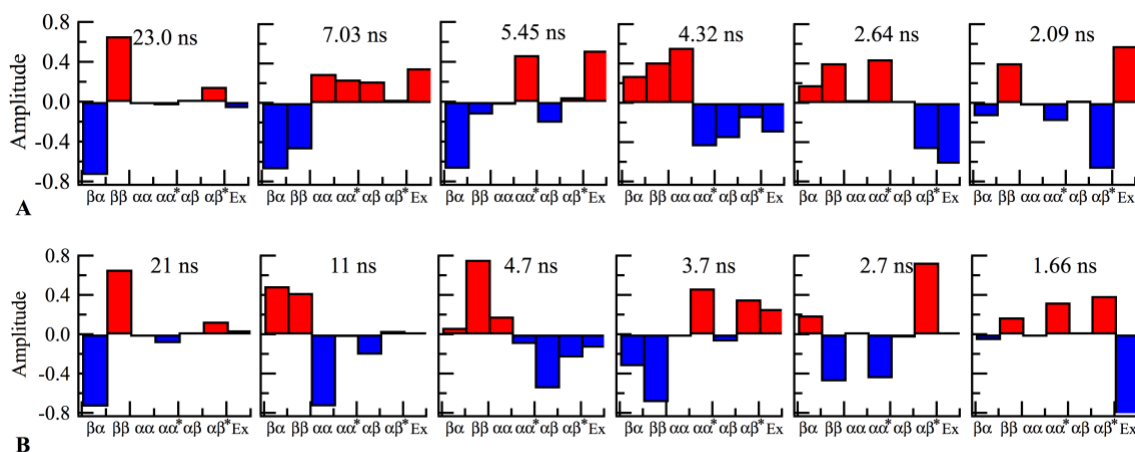 0.8
0.4
0.0
-0.4
-0.8
Amplitude
23.0 ns
7.03 ns
5.45 ns
4.32 ns
2.64 ns
2.09 ns
βα ββ αα αα* αβ αβ* Ex
βα ββ αα αα* αβ αβ* Ex
βα ββ αα αα* αβ αβ* Ex
βα ββ αα αα* αβ αβ* Ex
βα ββ αα αα* αβ αβ* Ex
βα ββ αα αα* αβ αβ* Ex
A
0.8
0.4
0.0
-0.4
-0.8
Amplitude
21 ns
11 ns
4.7 ns
3.7 ns
2.7 ns
1.66 ns
βα ββ αα αα* αβ αβ* Ex
βα ββ αα αα* αβ αβ* Ex
βα ββ αα αα* αβ αβ* Ex
βα ββ αα αα* αβ αβ* Ex
βα ββ αα αα* αβ αβ* Ex
βα ββ αα αα* αβ αβ* Ex
B